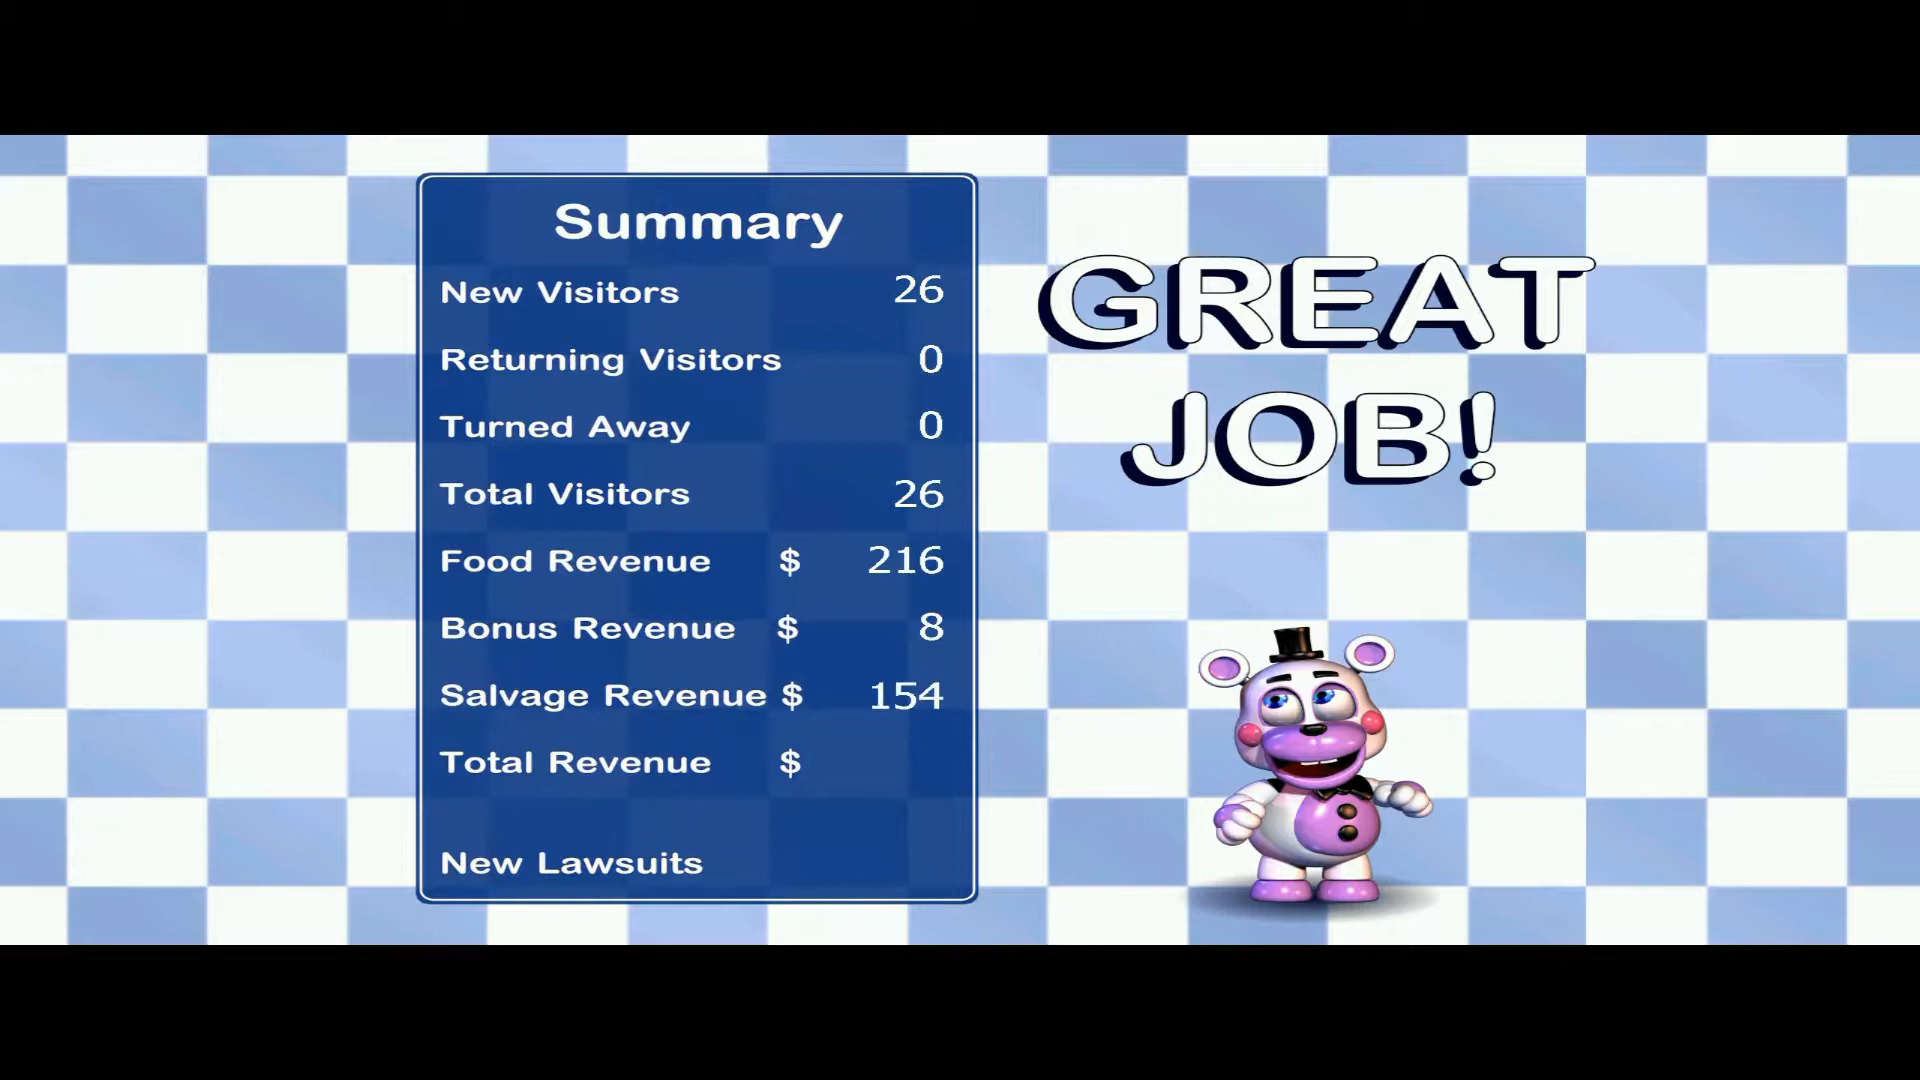 Summary
New Visitors 26
Returning Visitors 0
Turned Away 0
Total Visitors 26
Food Revenue $ 216
Bonus Revenue $ 8
Salvage Revenue $ 154
Total Revenue $
New Lawsuits
GREAT
JOB!